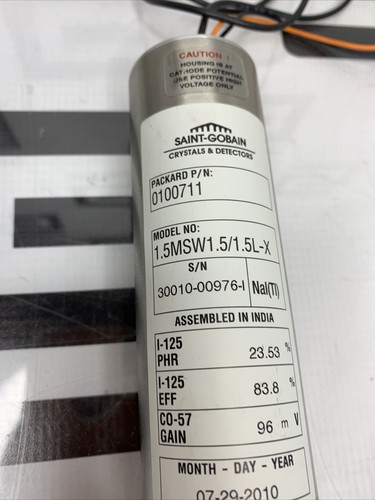 CAUTION !
HOUSING IS AT
CATHODE POTENTIAL
USE POSITIVE HIGH
VOLTAGE ONLY
SAINT-GOBAIN
CRYSTALS & DETECTORS
PACKARD P/N:
0100711
MODEL NO:
1.5MSW1.5/1.5L-X
S/N
30010-00976-I NaI(Tl)
ASSEMBLED IN INDIA
I-125
PHR 23.53 %
I-125
EFF 83.8 %
CO-57
GAIN 96 m V
MONTH - DAY - YEAR
07-29-2010